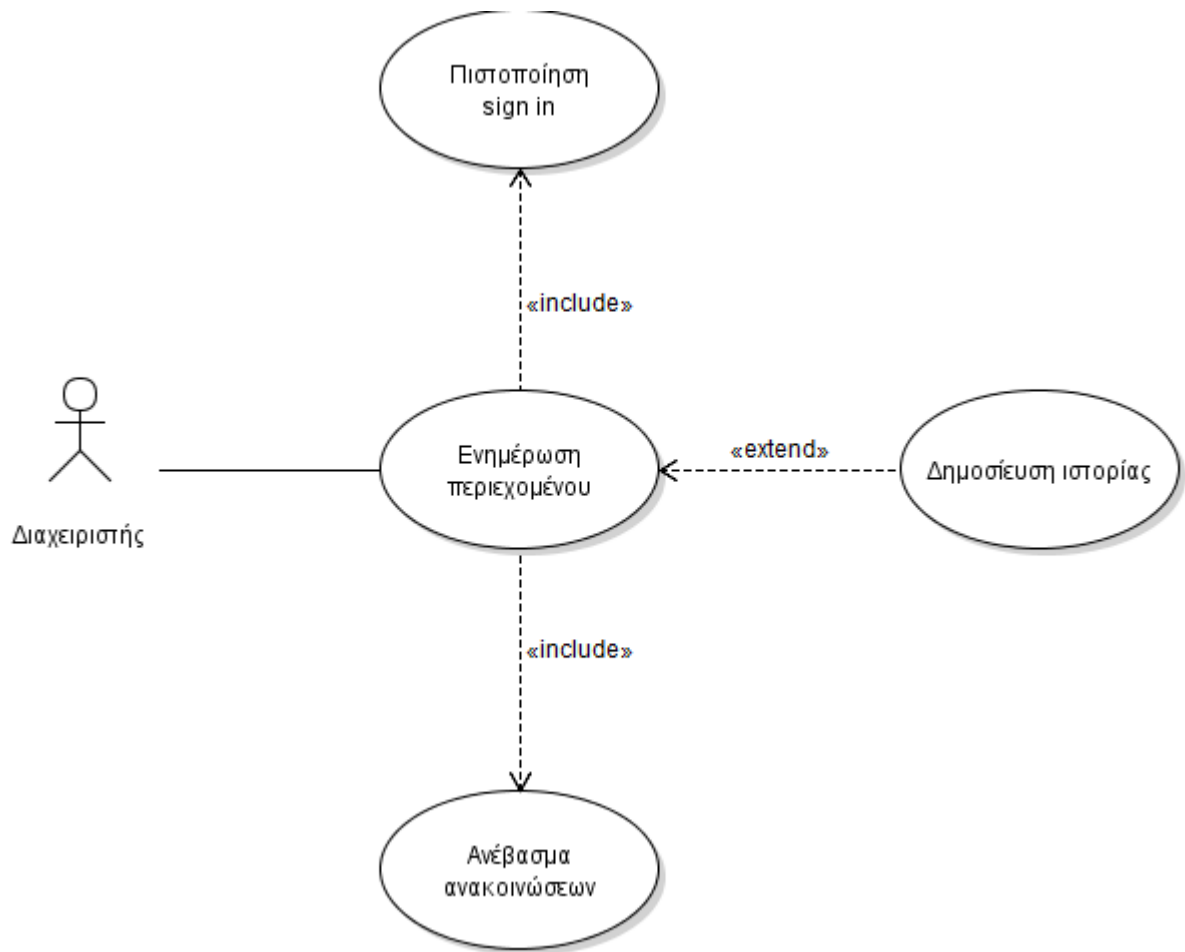 Πιστοποίηση
sign in
«include»
Ενημέρωση
περιεχομένου
«extend»
Δημοσίευση ιστορίας
Διαχειριστής
«include»
Ανέβασμα
ανακοινώσεων